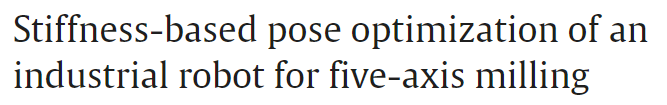 Stiffness-based pose optimization of an
industrial robot for five-axis milling